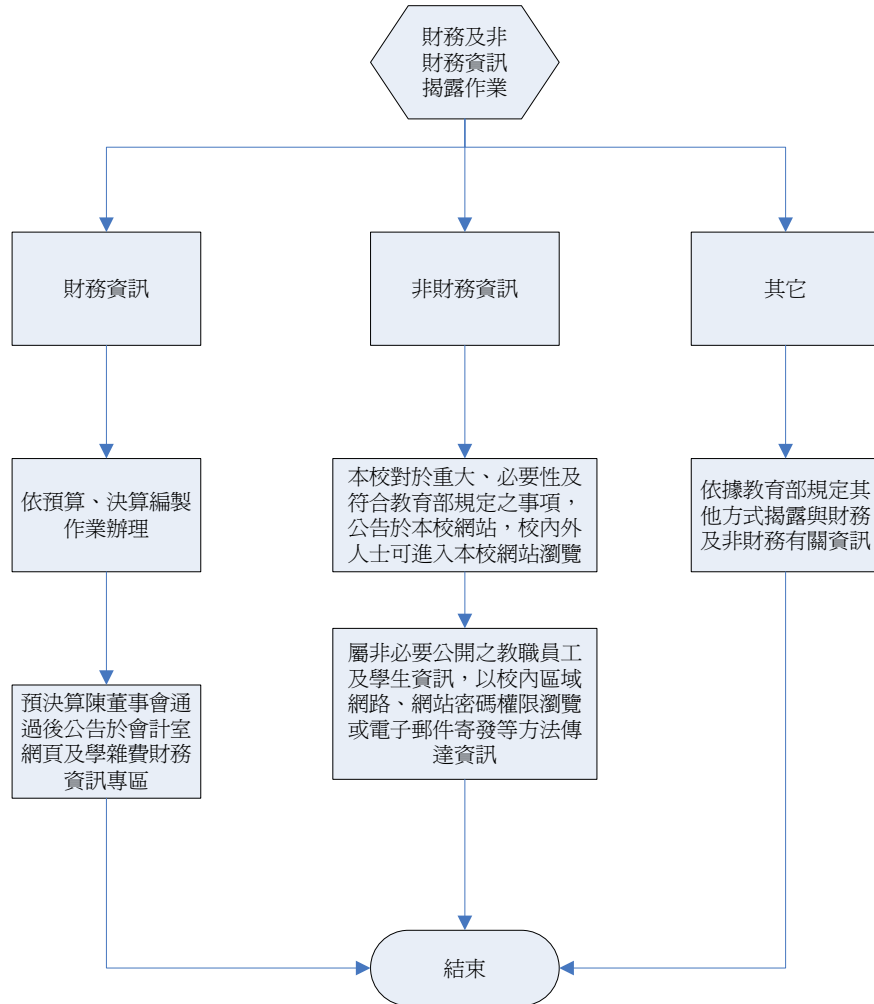 財務及非
財務資訊
揭露作業
財務資訊
非財務資訊
其它
依預算、決算編製
作業辦理
本校對於重大、必要性及
符合教育部規定之事項，
公告於本校網站，校內外
人士可進入本校網站瀏覽
依據教育部規定其
他方式揭露與財務
及非財務有關資訊
預決算陳董事會通
過後公告於會計室
網頁及學雜費財務
資訊專區
屬非必要公開之教職員工
及學生資訊，以校內區域
網路、網站密碼權限瀏覽
或電子郵件寄發等方法傳
達資訊
結束